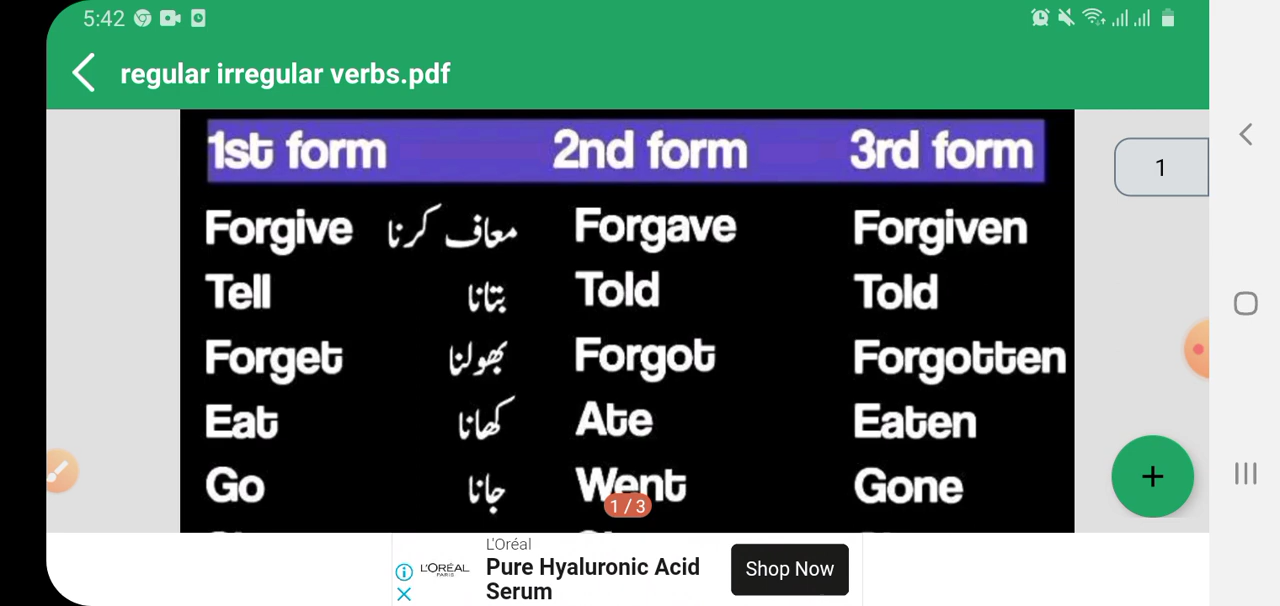 5:42
regular irregular verbs.pdf
1
1st form 2nd form 3rd form
Forgive معاف کرنا Forgave Forgiven
Tell بتانا Told Told
Forget بھولنا Forgot Forgotten
Eat کھانا Ate Eaten
Go جانا Went Gone
1 / 3
L'Oréal
L'ORÉAL
PARIS
Pure Hyaluronic Acid
Serum
Shop Now